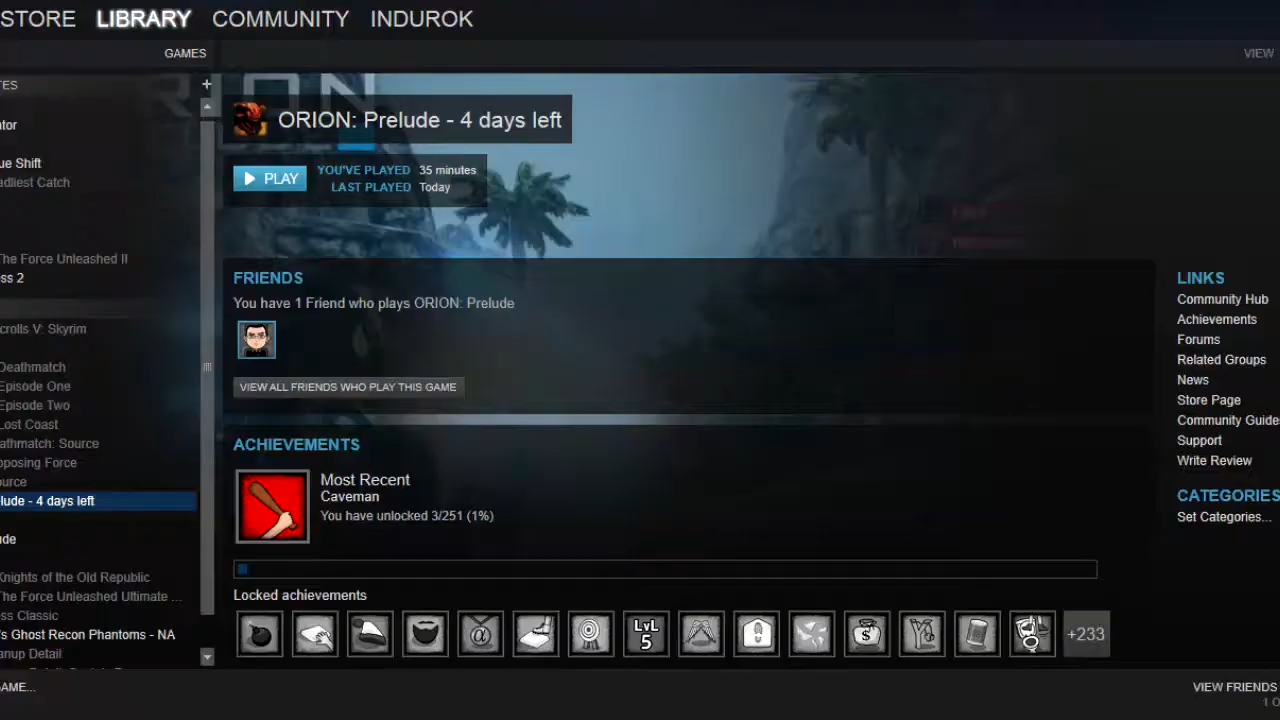 STORE LIBRARY COMMUNITY INDUROK
GAMES
VIEW
TES
+
ORION: Prelude - 4 days left
PLAY
YOU'VE PLAYED 35 minutes
LAST PLAYED Today
tor
ue Shift
adliest Catch
The Force Unleashed II
ss 2
scrolls V: Skyrim
Deathmatch
Episode One
Episode Two
Lost Coast
athmatch: Source
pposing Force
ource
lude - 4 days left
de
Knights of the Old Republic
The Force Unleashed Ultimate ...
ess Classic
's Ghost Recon Phantoms - NA
anup Detail
FRIENDS
You have 1 Friend who plays ORION: Prelude
VIEW ALL FRIENDS WHO PLAY THIS GAME
ACHIEVEMENTS
Most Recent
Caveman
You have unlocked 3/251 (1%)
Locked achievements
LvL
5
+233
LINKS
Community Hub
Achievements
Forums
Related Groups
News
Store Page
Community Guide
Support
Write Review
CATEGORIES
Set Categories...
AME...
VIEW FRIENDS
1 O